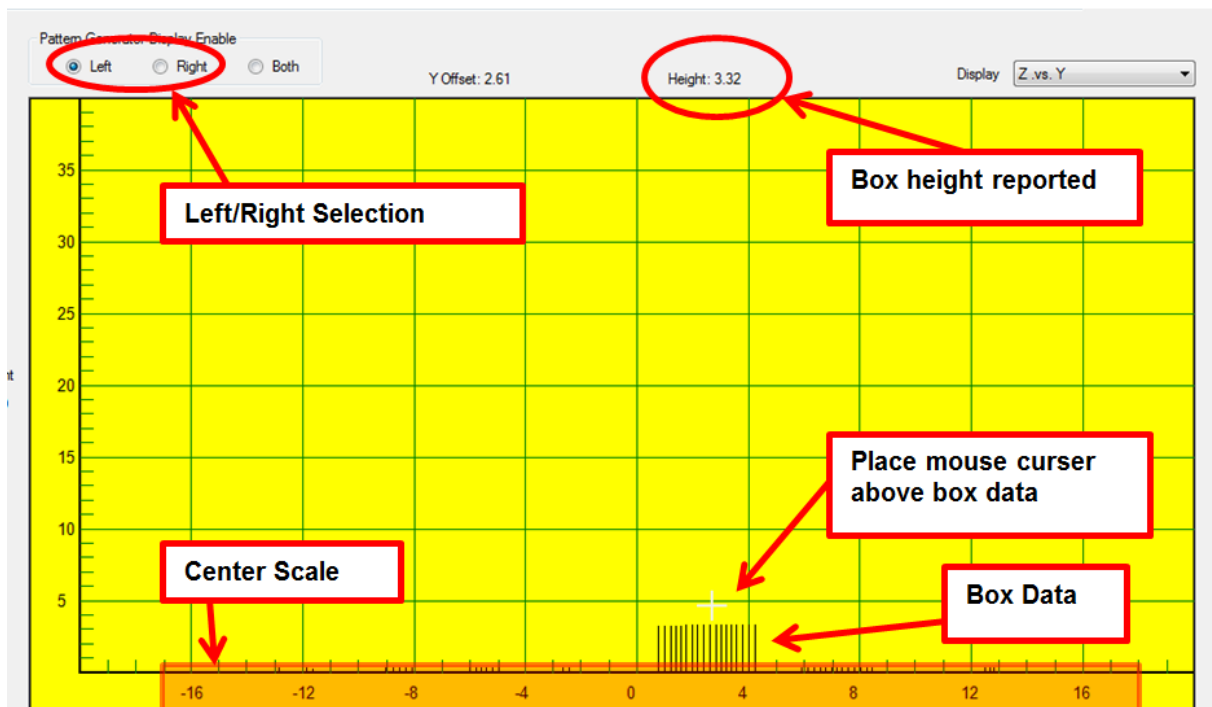 Pattern Generator Display Enable
Left Right Both
Y Offset: 2.61
Height: 3.32
Display Z .vs. Y
35
Box height reported
Left/Right Selection
30
25
nt
20
15
Place mouse curser
above box data
10
Center Scale
5
Box Data
-16 -12 -8 -4 0 4 8 12 16